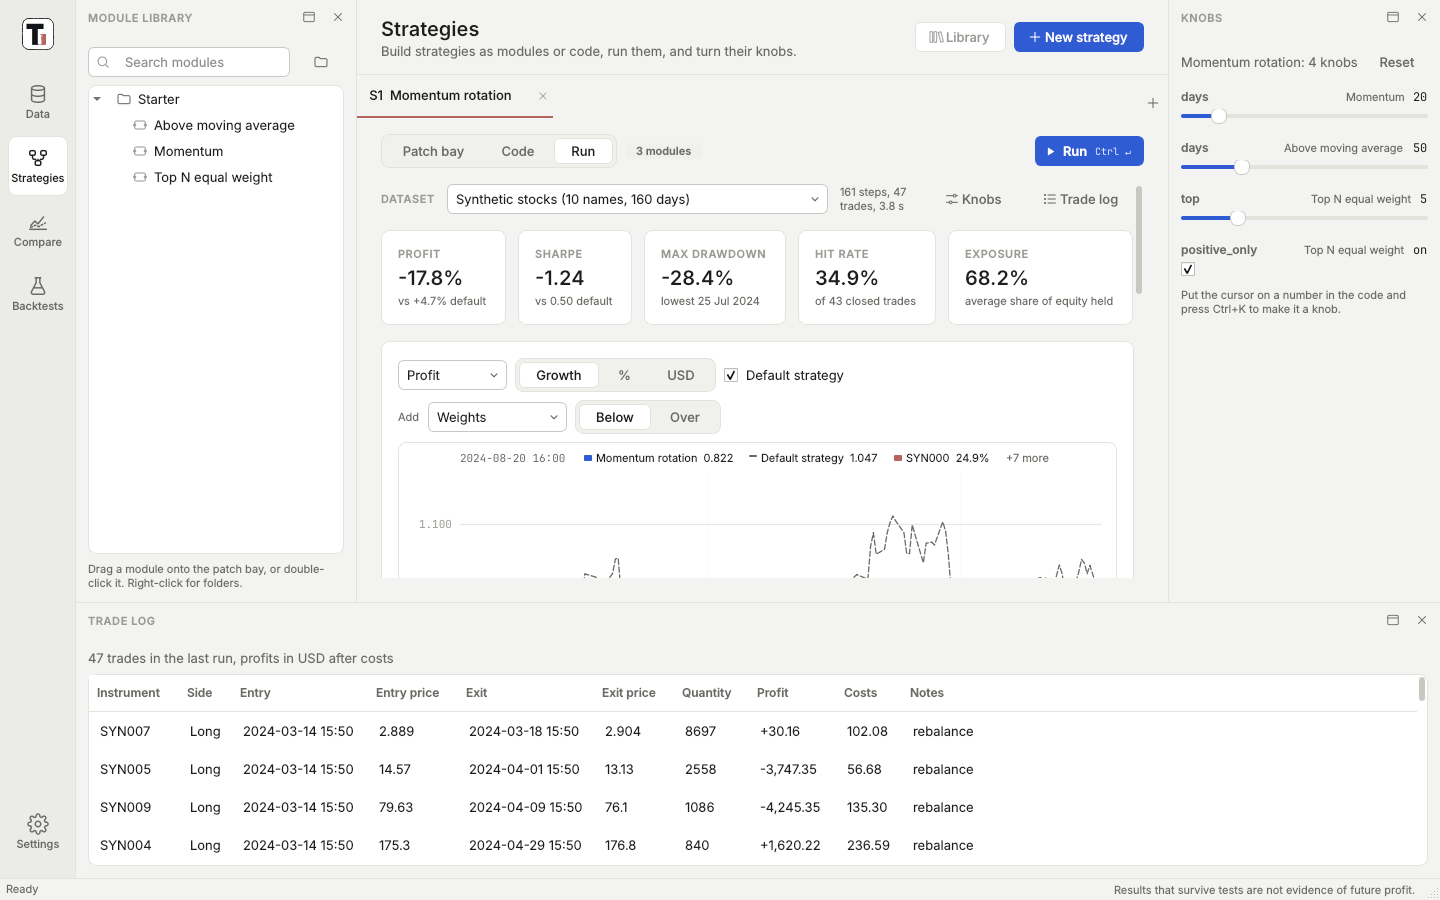 MODULE LIBRARY
Search modules
Starter
Above moving average
Momentum
Top N equal weight
Drag a module onto the patch bay, or double-
click it. Right-click for folders.
Data
Strategies
Compare
Backtests
Settings
Strategies
Build strategies as modules or code, run them, and turn their knobs.
Library
New strategy
S1 Momentum rotation
Patch bay
Code
Run
3 modules
Run Ctrl ↵
DATASET
Synthetic stocks (10 names, 160 days)
161 steps, 47
trades, 3.8 s
Knobs
Trade log
PROFIT
-17.8%
vs +4.7% default
SHARPE
-1.24
vs 0.50 default
MAX DRAWDOWN
-28.4%
lowest 25 Jul 2024
HIT RATE
34.9%
of 43 closed trades
EXPOSURE
68.2%
average share of equity held
Profit
Growth
%
USD
Default strategy
Add
Weights
Below
Over
2024-08-20 16:00
Momentum rotation 0.822
Default strategy 1.047
SYN000 24.9%
+7 more
1.100
KNOBS
Momentum rotation: 4 knobs
Reset
days Momentum 20
days Above moving average 50
top Top N equal weight 5
positive_only Top N equal weight on
Put the cursor on a number in the code and
press Ctrl+K to make it a knob.
TRADE LOG
47 trades in the last run, profits in USD after costs
Instrument Side Entry Entry price Exit Exit price Quantity Profit Costs Notes
SYN007 Long 2024-03-14 15:50 2.889 2024-03-18 15:50 2.904 8697 +30.16 102.08 rebalance
SYN005 Long 2024-03-14 15:50 14.57 2024-04-01 15:50 13.13 2558 -3,747.35 56.68 rebalance
SYN009 Long 2024-03-14 15:50 79.63 2024-04-09 15:50 76.1 1086 -4,245.35 135.30 rebalance
SYN004 Long 2024-03-14 15:50 175.3 2024-04-29 15:50 176.8 840 +1,620.22 236.59 rebalance
Ready
Results that survive tests are not evidence of future profit.